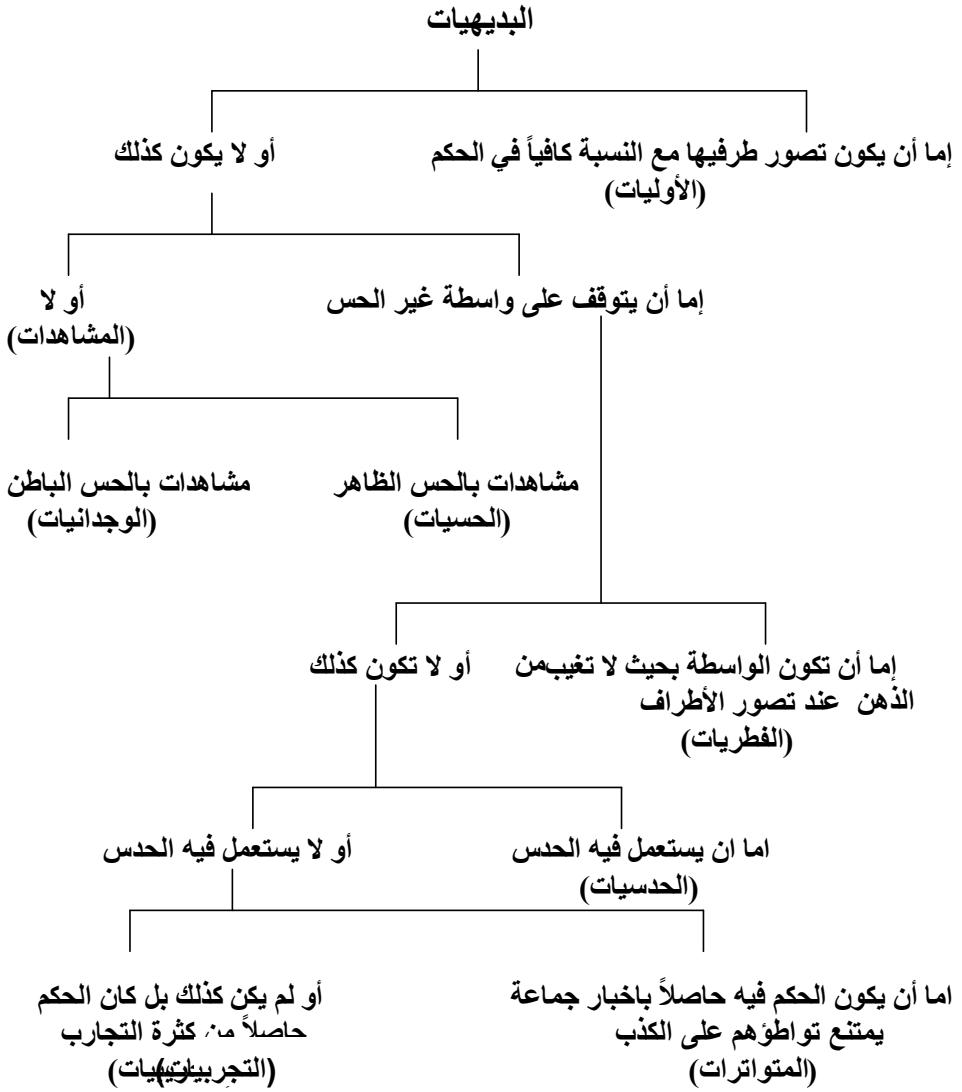 البديهيات
إما أن يكون تصور طرفيها مع النسبة كافياً في الحكم
(الأوليات)
أو لا يكون كذلك
إما أن يتوقف على واسطة غير الحس
أو لا
(المشاهدات)
مشاهدات بالحس الظاهر
(الحسيات)
مشاهدات بالحس الباطن
(الوجدانيات)
إما أن تكون الواسطة بحيث لا تغيب من
الذهن عند تصور الأطراف
(الفطريات)
أو لا تكون كذلك
اما ان يستعمل فيه الحدس
(الحدسيات)
أو لا يستعمل فيه الحدس
اما أن يكون الحكم فيه حاصلاً باخبار جماعة
يمتنع تواطؤهم على الكذب
(المتواترات)
أو لم يكن كذلك بل كان الحكم
حاصلاً من كثرة التجارب